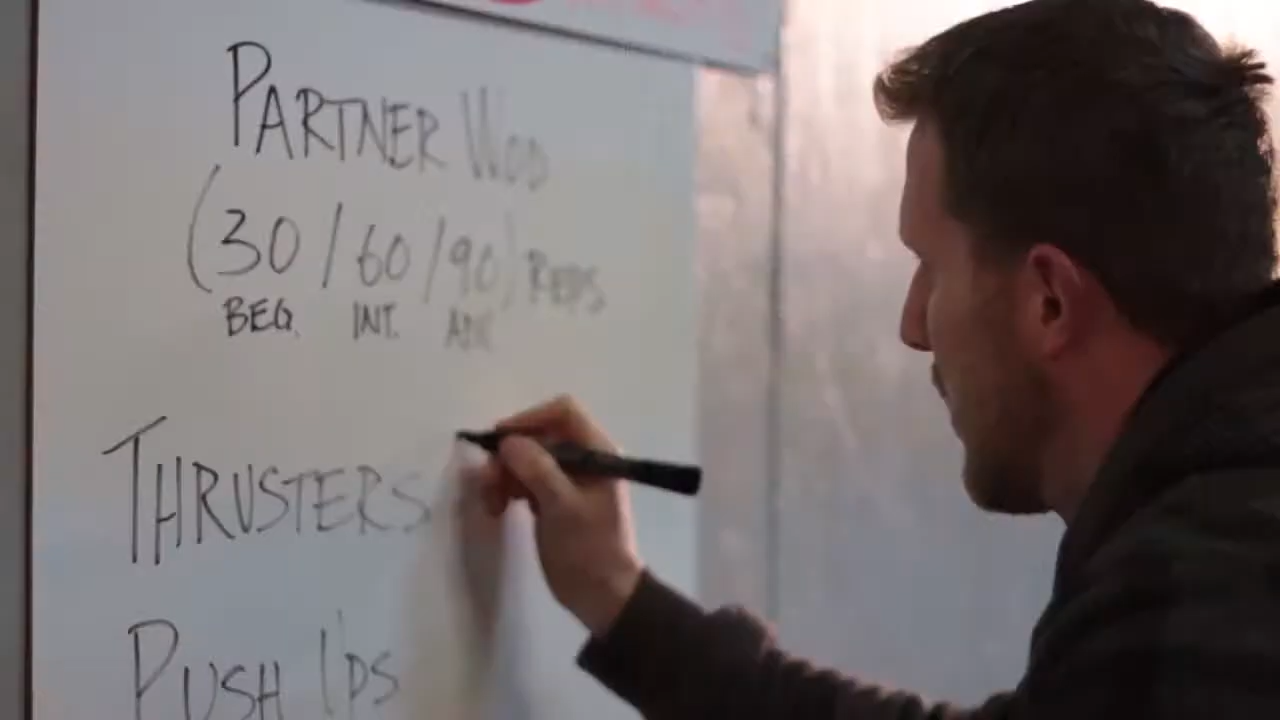 PARTNER WOD
(30/60/90) REPS
BEG. INT. ADV.
THRUSTERS
PUSH UPS